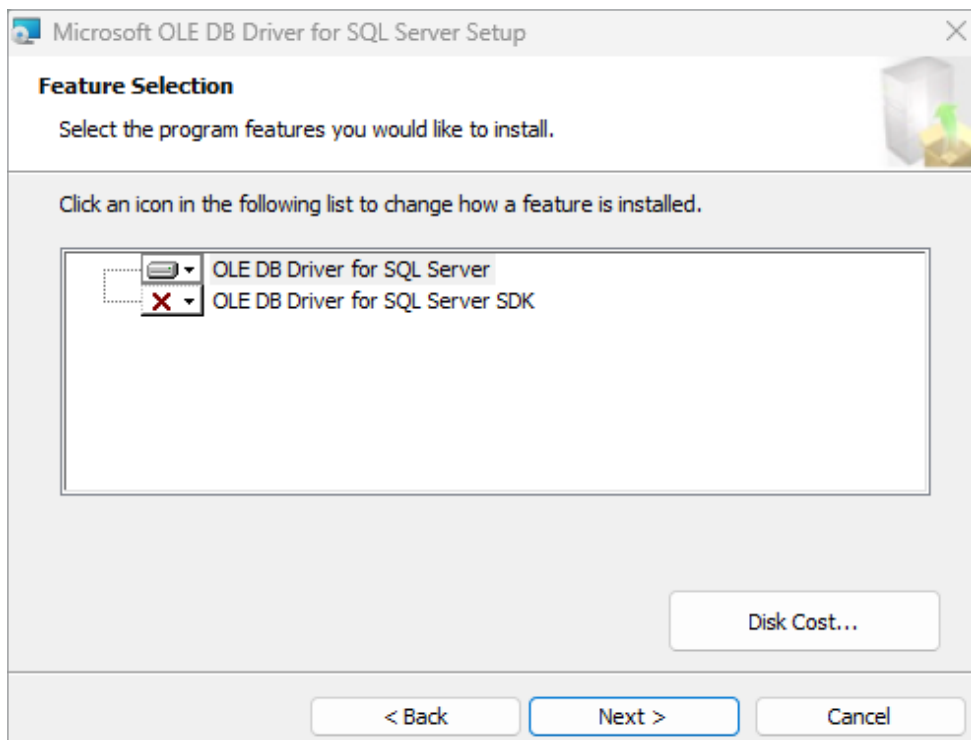 Microsoft OLE DB Driver for SQL Server Setup
Feature Selection
Select the program features you would like to install.
Click an icon in the following list to change how a feature is installed.
OLE DB Driver for SQL Server
OLE DB Driver for SQL Server SDK
Disk Cost...
< Back
Next >
Cancel